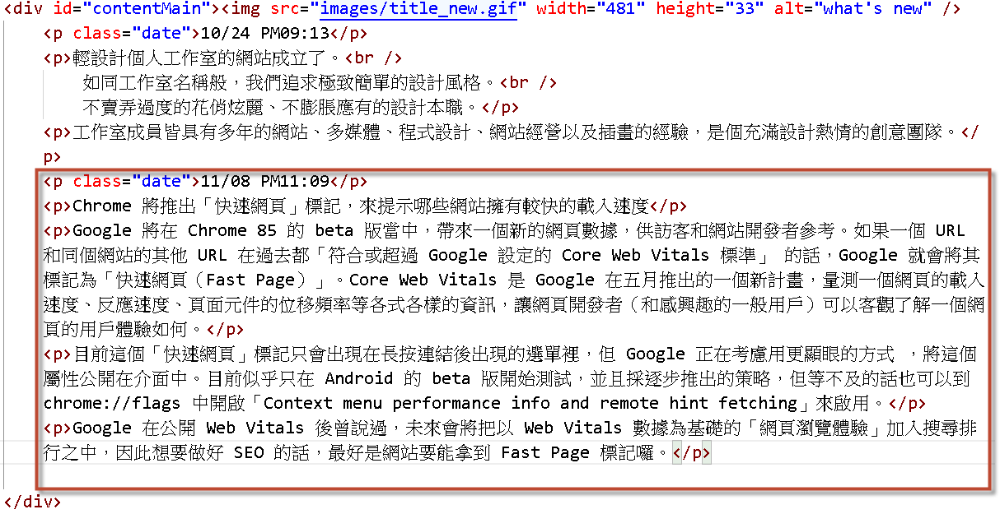 <div id="contentMain"><img src="images/title_new.gif" width="481" height="33" alt="what's new" />
<p class="date">10/24 PM09:13</p>
<p>輕設計個人工作室的網站成立了。<br />
如同工作室名稱般，我們追求極致簡單的設計風格。<br />
不賣弄過度的花俏炫麗、不膨脹應有的設計本職。</p>
<p>工作室成員皆具有多年的網站、多媒體、程式設計、網站經營以及插畫的經驗，是個充滿設計熱情的創意團隊。</
p>
<p class="date">11/08 PM11:09</p>
<p>Chrome 將推出「快速網頁」標記，來提示哪些網站擁有較快的載入速度</p>
<p>Google 將在 Chrome 85 的 beta 版當中，帶來一個新的網頁數據，供訪客和網站開發者參考。如果一個 URL
和同個網站的其他 URL 在過去都「符合或超過 Google 設定的 Core Web Vitals 標準」 的話，Google 就會將其
標記為「快速網頁（Fast Page）」。Core Web Vitals 是 Google 在五月推出的一個新計畫，量測一個網頁的載入
速度、反應速度、頁面元件的位移頻率等各式各樣的資訊，讓網頁開發者（和感興趣的一般用戶）可以客觀了解一個網
頁的用戶體驗如何。</p>
<p>目前這個「快速網頁」標記只會出現在長按連結後出現的選單裡，但 Google 正在考慮用更顯眼的方式 ，將這個
屬性公開在介面中。目前似乎只在 Android 的 beta 版開始測試，並且採逐步推出的策略，但等不及的話也可以到
chrome://flags 中開啟「Context menu performance info and remote hint fetching」來啟用。</p>
<p>Google 在公開 Web Vitals 後曾說過，未來會將把以 Web Vitals 數據為基礎的「網頁瀏覽體驗」加入搜尋排
行之中，因此想要做好 SEO 的話，最好是網站要能拿到 Fast Page 標記囉。</p>
</div>